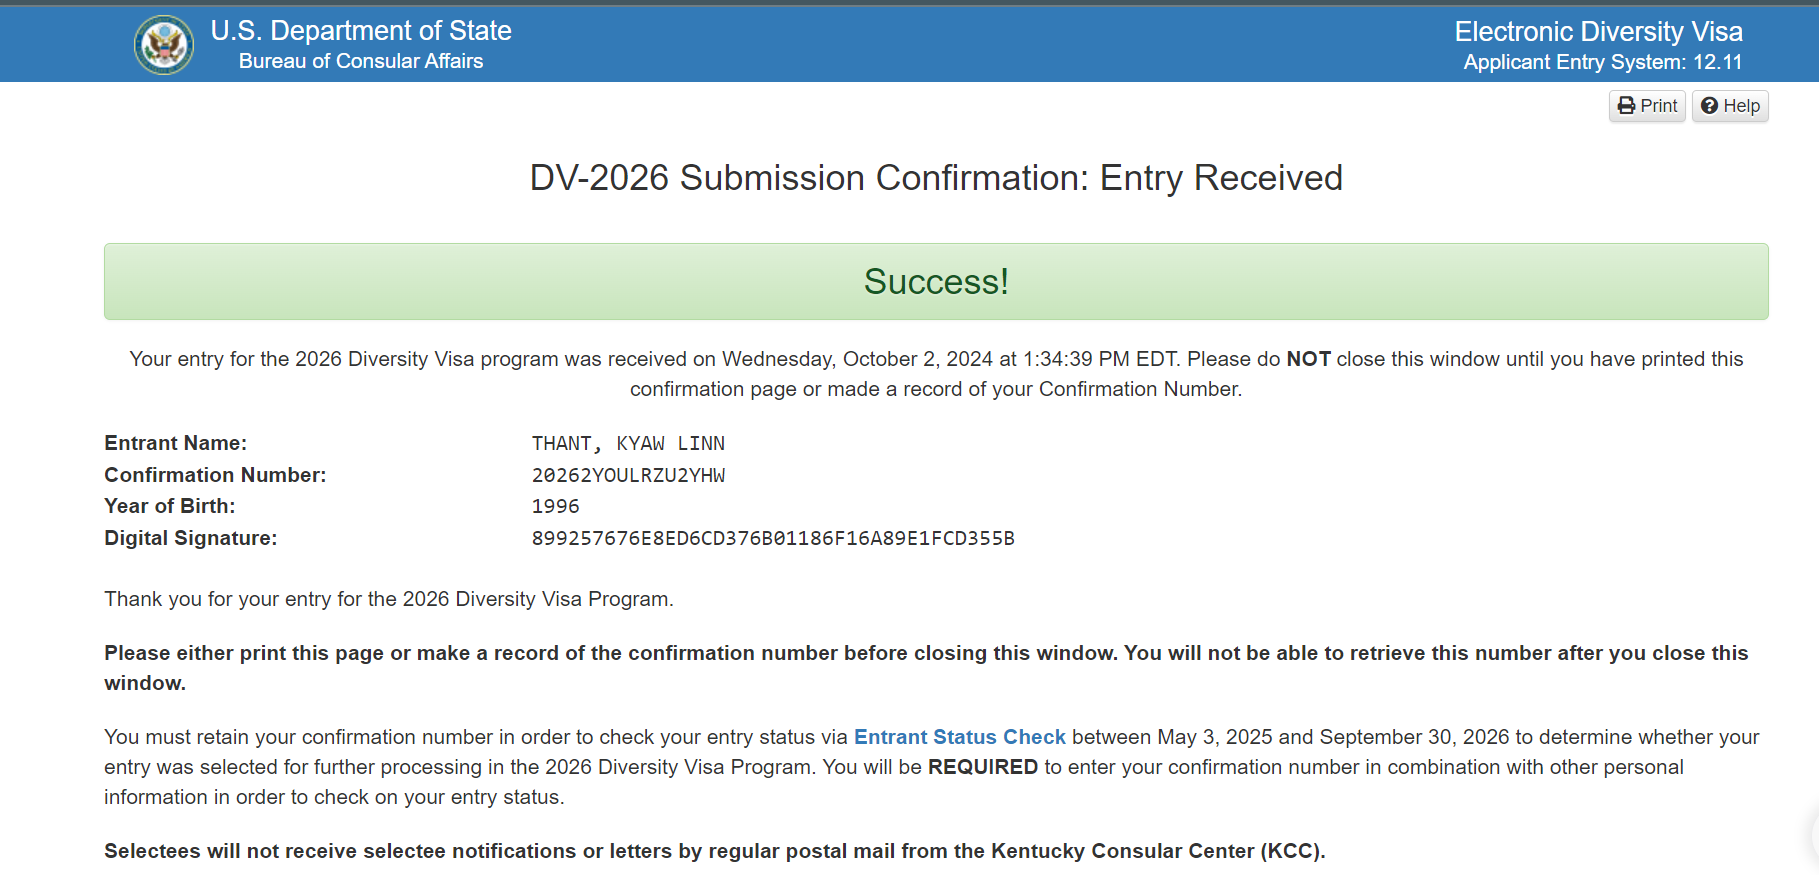 U.S. Department of State
Bureau of Consular Affairs
Electronic Diversity Visa
Applicant Entry System: 12.11
Print
Help
DV-2026 Submission Confirmation: Entry Received
Success!
Your entry for the 2026 Diversity Visa program was received on Wednesday, October 2, 2024 at 1:34:39 PM EDT. Please do NOT close this window until you have printed this
confirmation page or made a record of your Confirmation Number.
Entrant Name: THANT, KYAW LINN
Confirmation Number: 20262YOULRZU2YHW
Year of Birth: 1996
Digital Signature: 899257676E8ED6CD376B01186F16A89E1FCD355B
Thank you for your entry for the 2026 Diversity Visa Program.
Please either print this page or make a record of the confirmation number before closing this window. You will not be able to retrieve this number after you close this
window.
You must retain your confirmation number in order to check your entry status via Entrant Status Check between May 3, 2025 and September 30, 2026 to determine whether your
entry was selected for further processing in the 2026 Diversity Visa Program. You will be REQUIRED to enter your confirmation number in combination with other personal
information in order to check on your entry status.
Selectees will not receive selectee notifications or letters by regular postal mail from the Kentucky Consular Center (KCC).